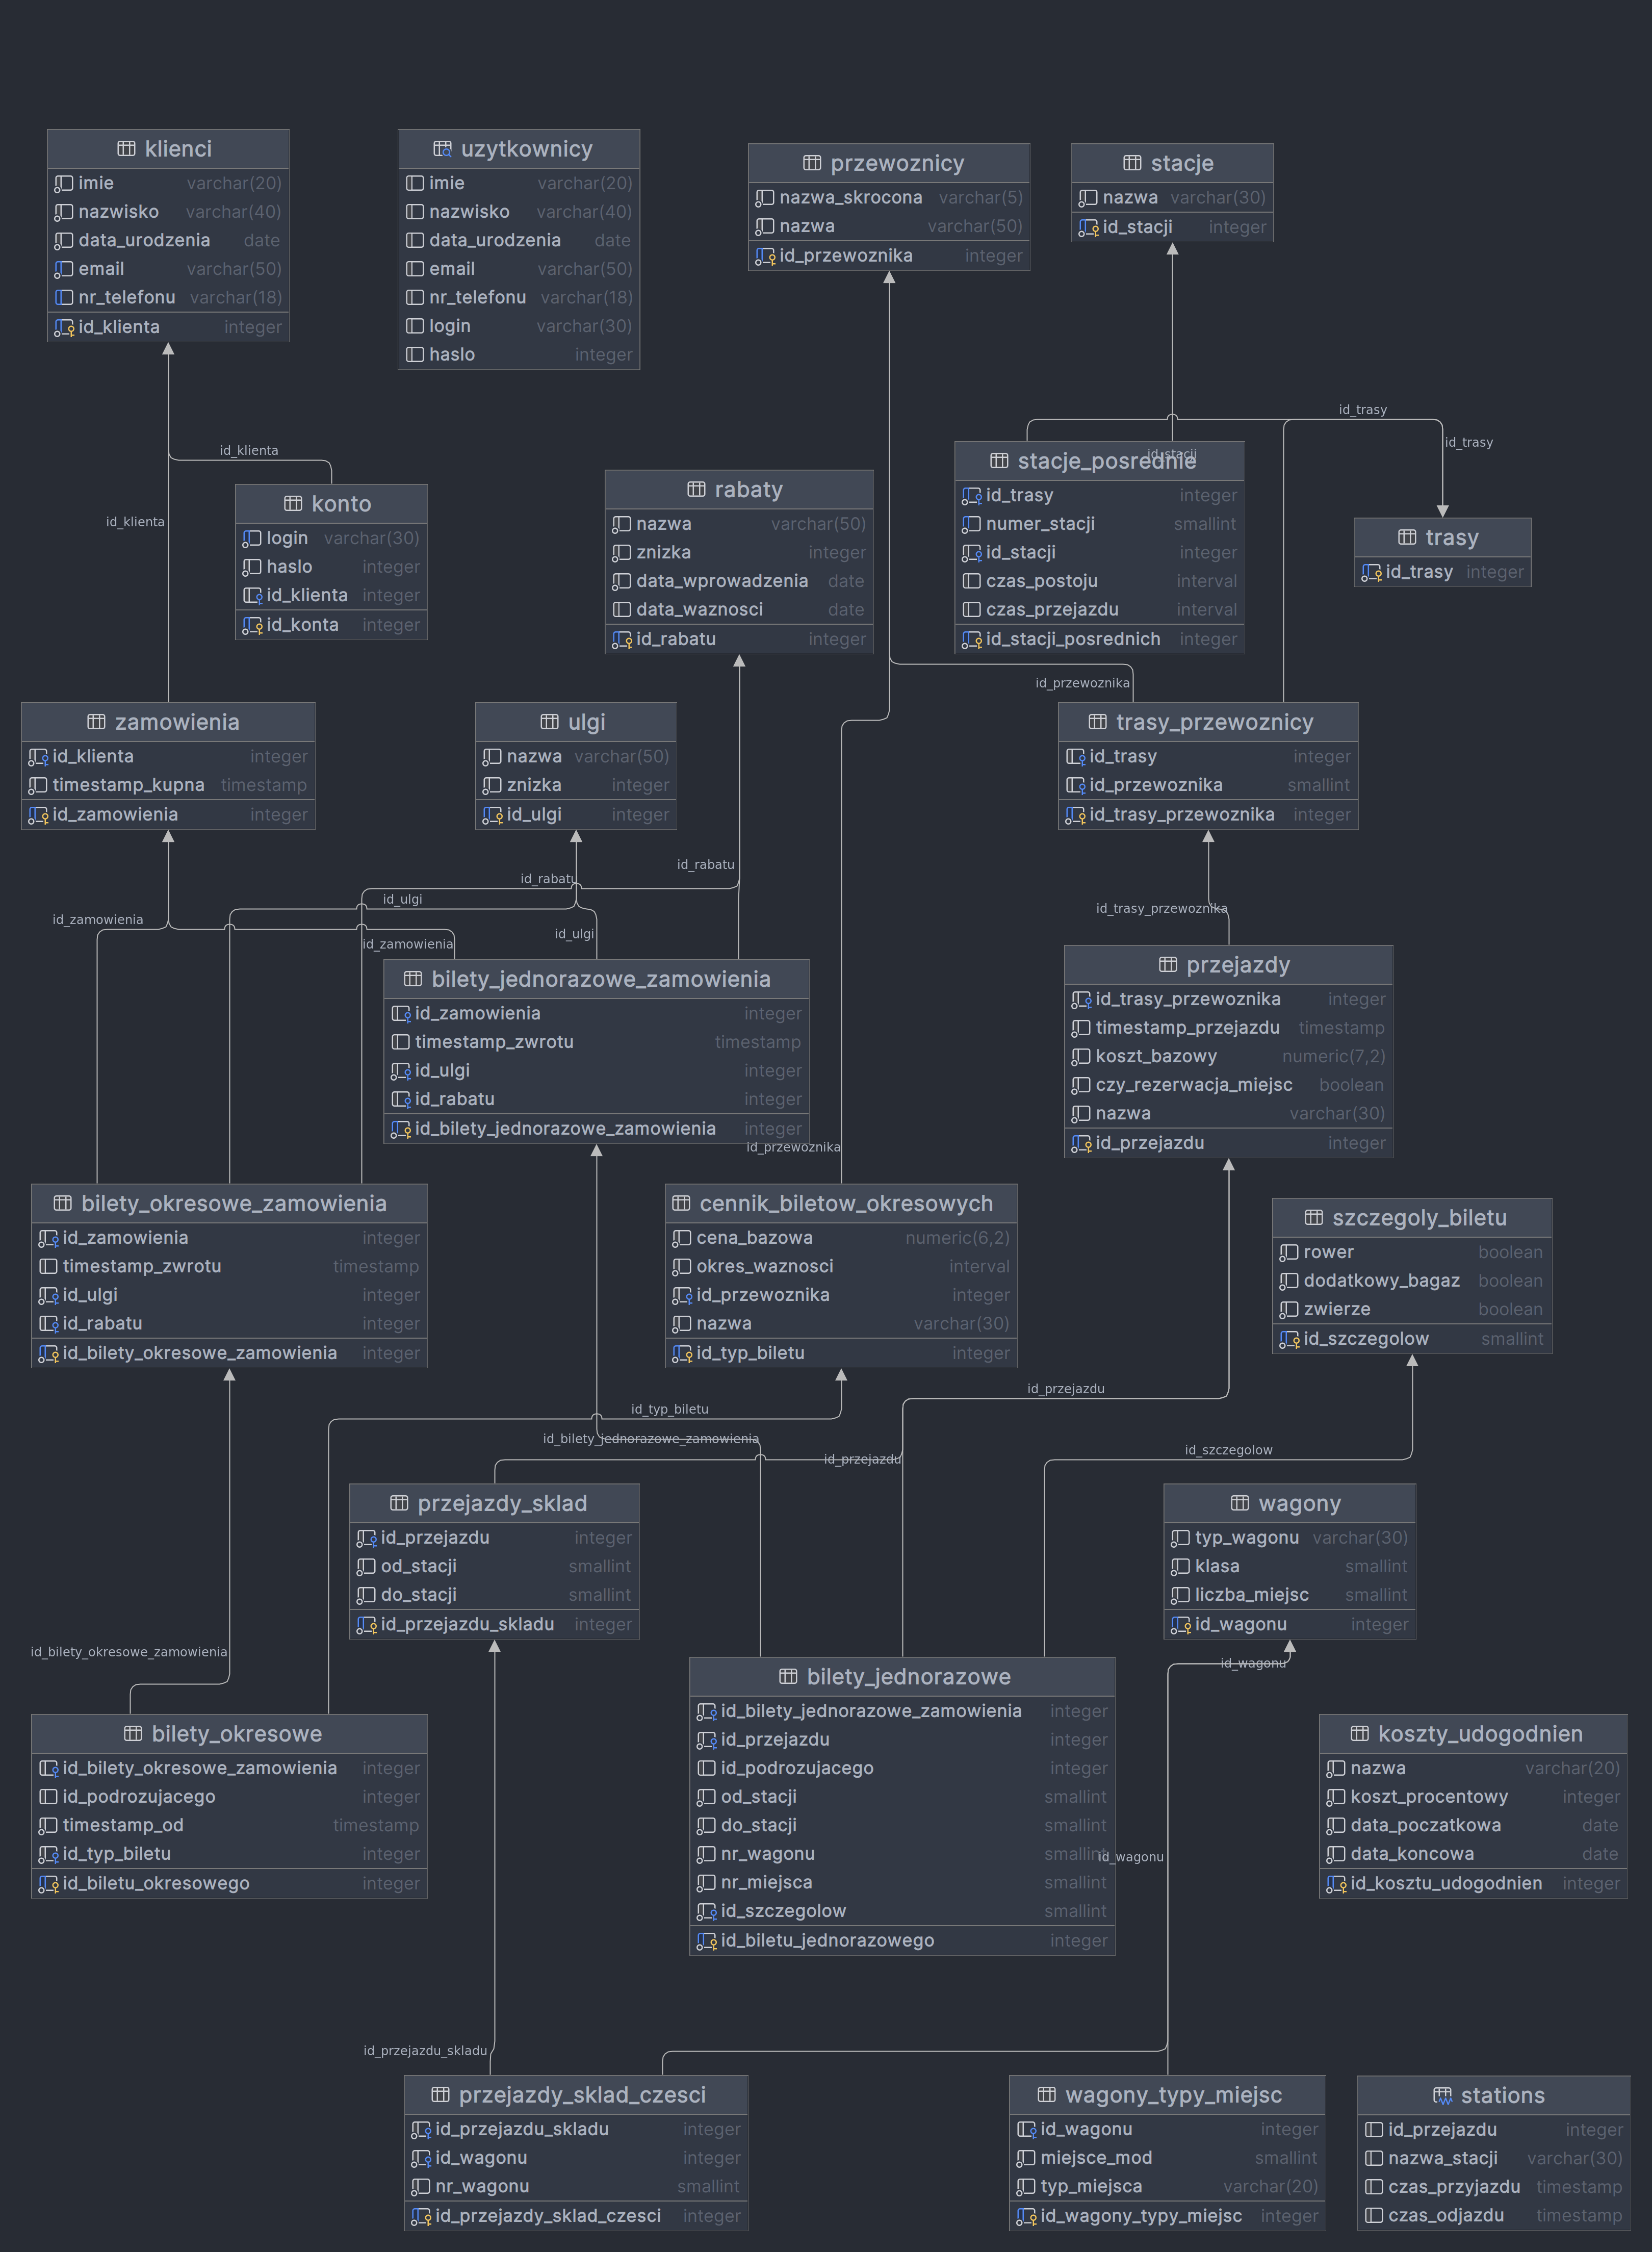 klienci
imie varchar(20)
nazwisko varchar(40)
data_urodzenia date
email varchar(50)
nr_telefonu varchar(18)
id_klienta integer
uzytkownicy
imie varchar(20)
nazwisko varchar(40)
data_urodzenia date
email varchar(50)
nr_telefonu varchar(18)
login varchar(30)
haslo integer
przewoznicy
nazwa_skrocona varchar(5)
nazwa varchar(50)
id_przewoznika integer
stacje
nazwa varchar(30)
id_stacji integer
id_trasy
id_trasy
id_klienta
id_klienta
konto
login varchar(30)
haslo integer
id_klienta integer
id_konta integer
rabaty
nazwa varchar(50)
znizka integer
data_wprowadzenia date
data_waznosci date
id_rabatu integer
id_stacji
stacje_posrednie
id_trasy integer
numer_stacji smallint
id_stacji integer
czas_postoju interval
czas_przejazdu interval
id_stacji_posrednich integer
trasy
id_trasy integer
id_przewoznika
zamowienia
id_klienta integer
timestamp_kupna timestamp
id_zamowienia integer
ulgi
nazwa varchar(50)
znizka integer
id_ulgi integer
trasy_przewoznicy
id_trasy integer
id_przewoznika smallint
id_trasy_przewoznika integer
id_rabatu
id_rabatu
id_ulgi
id_zamowienia
id_ulgi
id_zamowienia
id_trasy_przewoznika
bilety_jednorazowe_zamowienia
id_zamowienia integer
timestamp_zwrotu timestamp
id_ulgi integer
id_rabatu integer
id_bilety_jednorazowe_zamowienia integer
id_przewoznika
przejazdy
id_trasy_przewoznika integer
timestamp_przejazdu timestamp
koszt_bazowy numeric(7,2)
czy_rezerwacja_miejsc boolean
nazwa varchar(30)
id_przejazdu integer
bilety_okresowe_zamowienia
id_zamowienia integer
timestamp_zwrotu timestamp
id_ulgi integer
id_rabatu integer
id_bilety_okresowe_zamowienia integer
cennik_biletow_okresowych
cena_bazowa numeric(6,2)
okres_waznosci interval
id_przewoznika integer
nazwa varchar(30)
id_typ_biletu integer
szczegoly_biletu
rower boolean
dodatkowy_bagaz boolean
zwierze boolean
id_szczegolow smallint
id_przejazdu
id_typ_biletu
id_bilety_jednorazowe_zamowienia
id_przejazdu
id_szczegolow
przejazdy_sklad
id_przejazdu integer
od_stacji smallint
do_stacji smallint
id_przejazdu_skladu integer
wagony
typ_wagonu varchar(30)
klasa smallint
liczba_miejsc smallint
id_wagonu integer
id_bilety_okresowe_zamowienia
id_wagonu
bilety_okresowe
id_bilety_okresowe_zamowienia integer
id_podrozujacego integer
timestamp_od timestamp
id_typ_biletu integer
id_biletu_okresowego integer
bilety_jednorazowe
id_bilety_jednorazowe_zamowienia integer
id_przejazdu integer
id_podrozujacego integer
od_stacji smallint
do_stacji smallint
nr_wagonu smallint
nr_miejsca smallint
id_szczegolow smallint
id_biletu_jednorazowego integer
id_wagonu
koszty_udogodnien
nazwa varchar(20)
koszt_procentowy integer
data_poczatkowa date
data_koncowa date
id_kosztu_udogodnien integer
id_przejazdu_skladu
przejazdy_sklad_czesci
id_przejazdu_skladu integer
id_wagonu integer
nr_wagonu smallint
id_przejazdy_sklad_czesci integer
wagony_typy_miejsc
id_wagonu integer
miejsce_mod smallint
typ_miejsca varchar(20)
id_wagony_typy_miejsc integer
stations
id_przejazdu integer
nazwa_stacji varchar(30)
czas_przyjazdu timestamp
czas_odjazdu timestamp